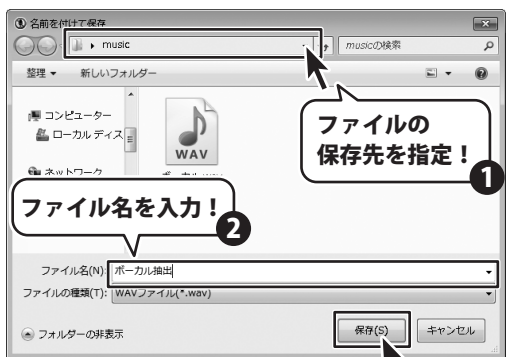 名前を付けて保存
music
musicの検索
整理 新しいフォルダー
コンピューター
ローカル ディス
ネットワーク
WAV
ファイルの
保存先を指定！
1
ファイル名を入力！
2
ファイル名(N): ボーカル抽出
ファイルの種類(T): WAVファイル(*.wav)
フォルダーの非表示
保存(S)
キャンセル